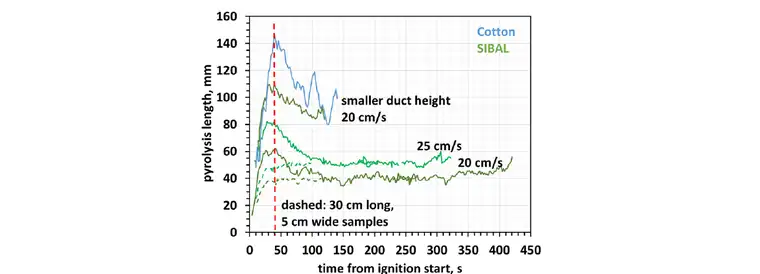 160
140
120
100
80
60
40
20
0
pyrolysis length, mm
Cotton
SIBAL
smaller duct height
20 cm/s
25 cm/s
20 cm/s
dashed: 30 cm long,
5 cm wide samples
0 50 100 150 200 250 300 350 400 450
time from ignition start, s